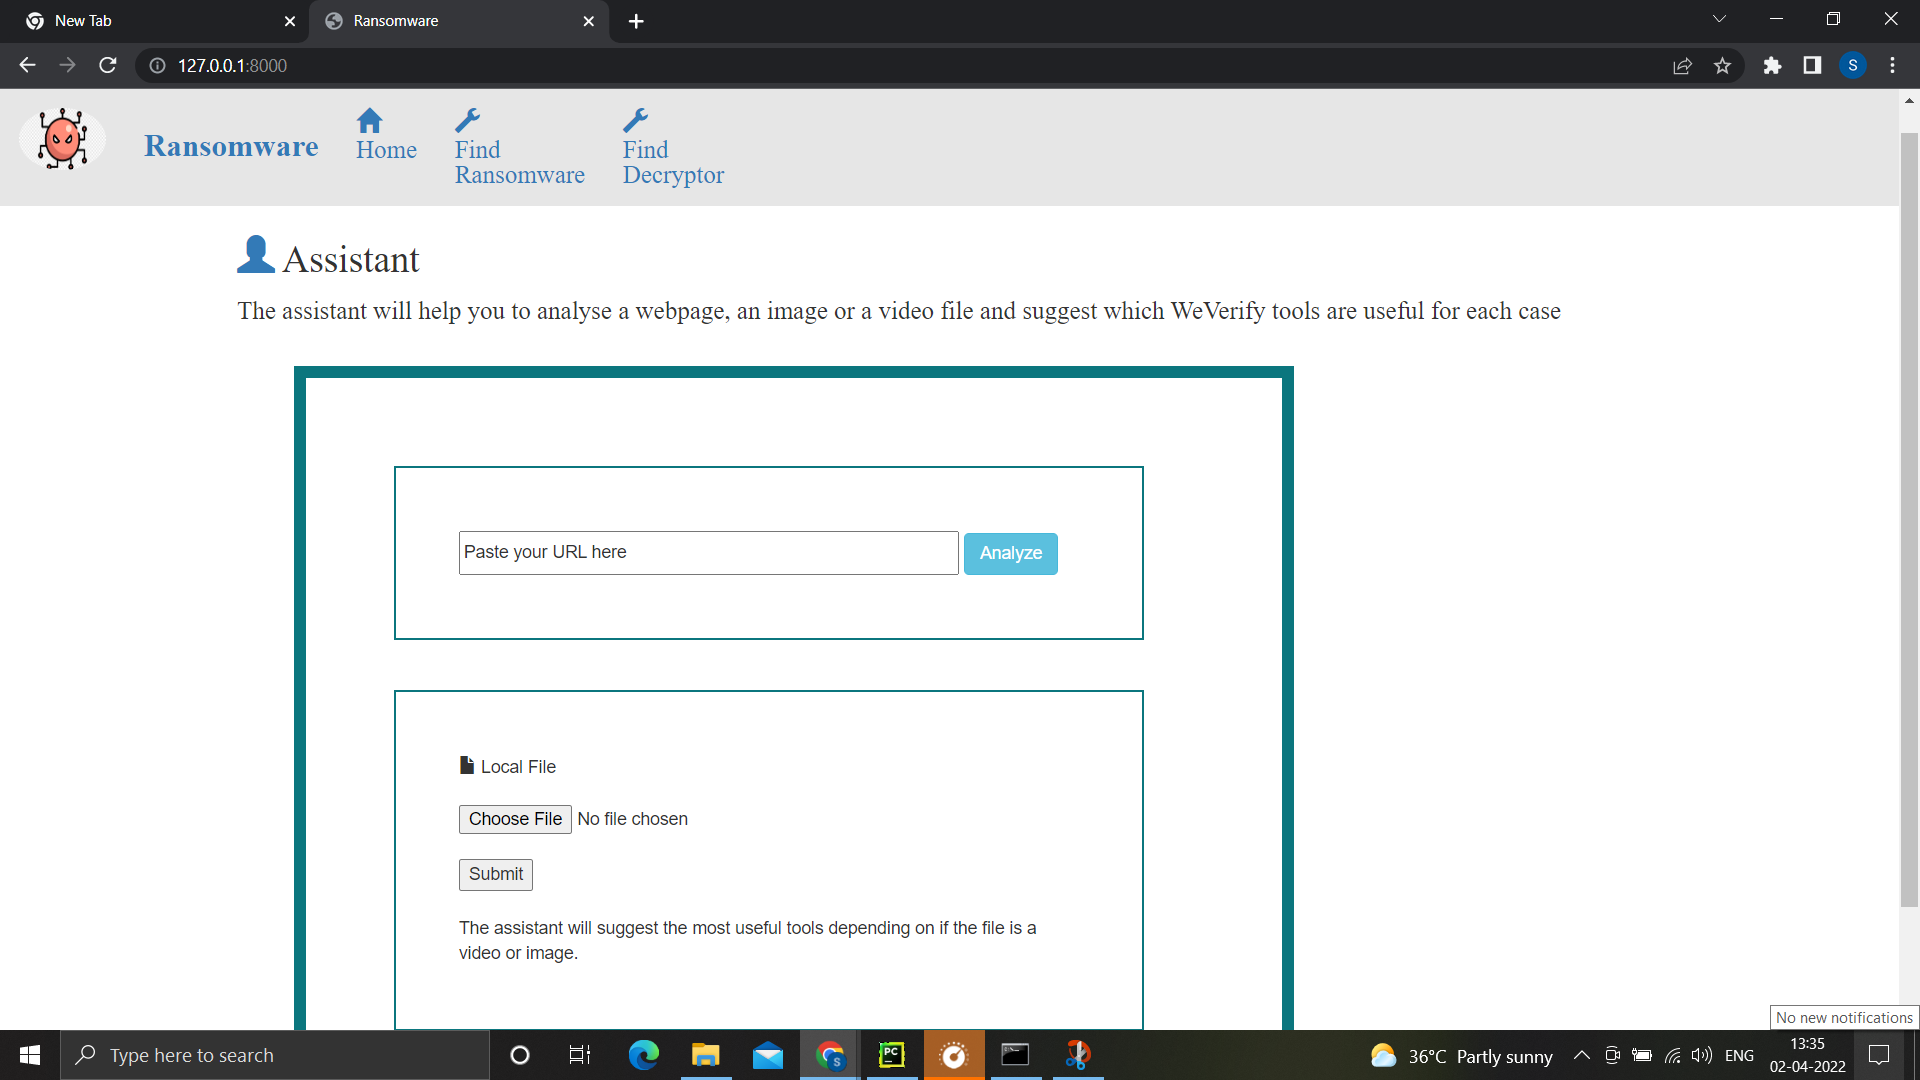 New Tab
Ransomware
127.0.0.1:8000
S
Ransomware
Home
Find
Ransomware
Find
Decryptor
Assistant
The assistant will help you to analyse a webpage, an image or a video file and suggest which WeVerify tools are useful for each case
Paste your URL here
Analyze
Local File
Choose File No file chosen
Submit
The assistant will suggest the most useful tools depending on if the file is a
video or image.
No new notifications
Type here to search
S
PC
36°C Partly sunny
ENG
13:35
02-04-2022